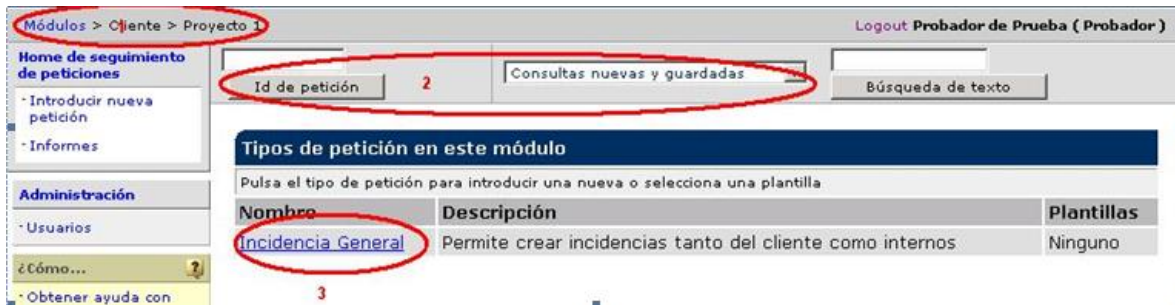 Módulos > Cliente > Proyecto 1
1
Logout Probador de Prueba ( Probador )
Home de seguimiento
de peticiones
· Introducir nueva
petición
· Informes
Administración
· Usuarios
¿Cómo...
· Obtener ayuda con
Id de petición
2
Consultas nuevas y guardadas
Búsqueda de texto
Tipos de petición en este módulo
Pulsa el tipo de petición para introducir una nueva o selecciona una plantilla
Nombre Descripción Plantillas
Incidencia General Permite crear incidencias tanto del cliente como internos Ninguno
3